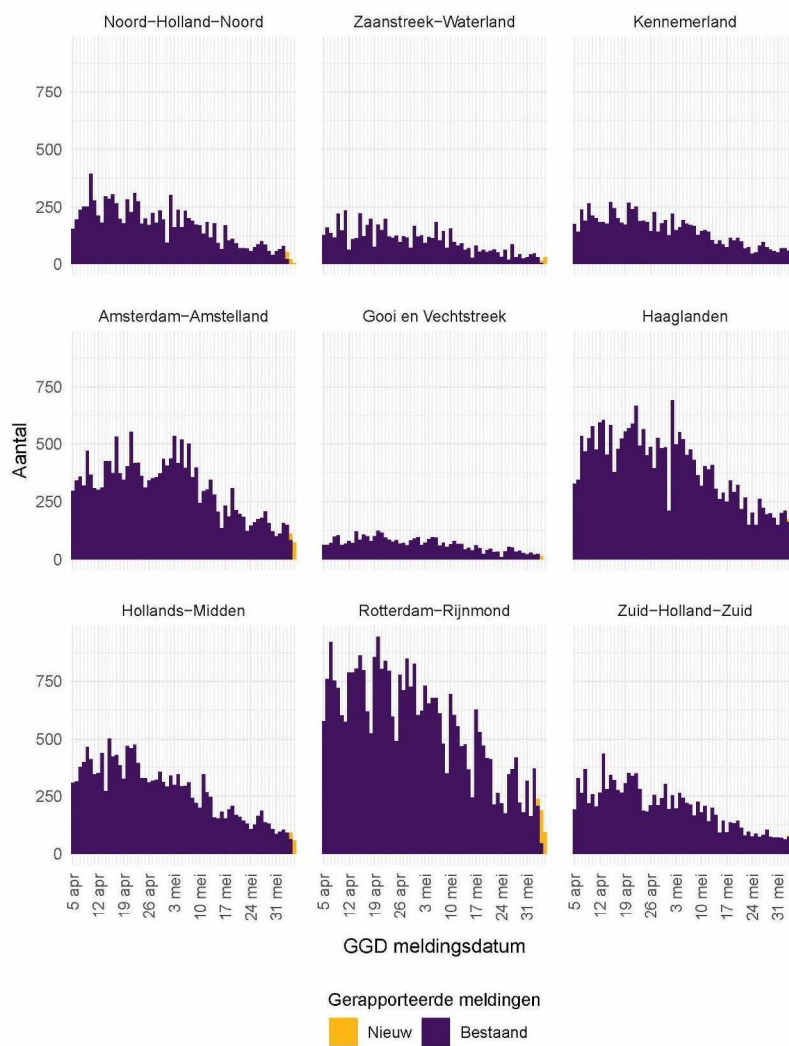 Noord-Holland-Noord
Zaanstreek-Waterland
Kennemerland
750
500
250
0
Amsterdam-Amstelland
Gooi en Vechtstreek
Haaglanden
Aantal
750
500
250
0
Hollands-Midden
Rotterdam-Rijnmond
Zuid-Holland-Zuid
750
500
250
0
5 apr
12 apr
19 apr
26 apr
3 mei
10 mei
17 mei
24 mei
31 mei
5 apr
12 apr
19 apr
26 apr
3 mei
10 mei
17 mei
24 mei
31 mei
5 apr
12 apr
19 apr
26 apr
3 mei
10 mei
17 mei
24 mei
31 mei
GGD meldingsdatum
Gerapporteerde meldingen
Nieuw
Bestaand